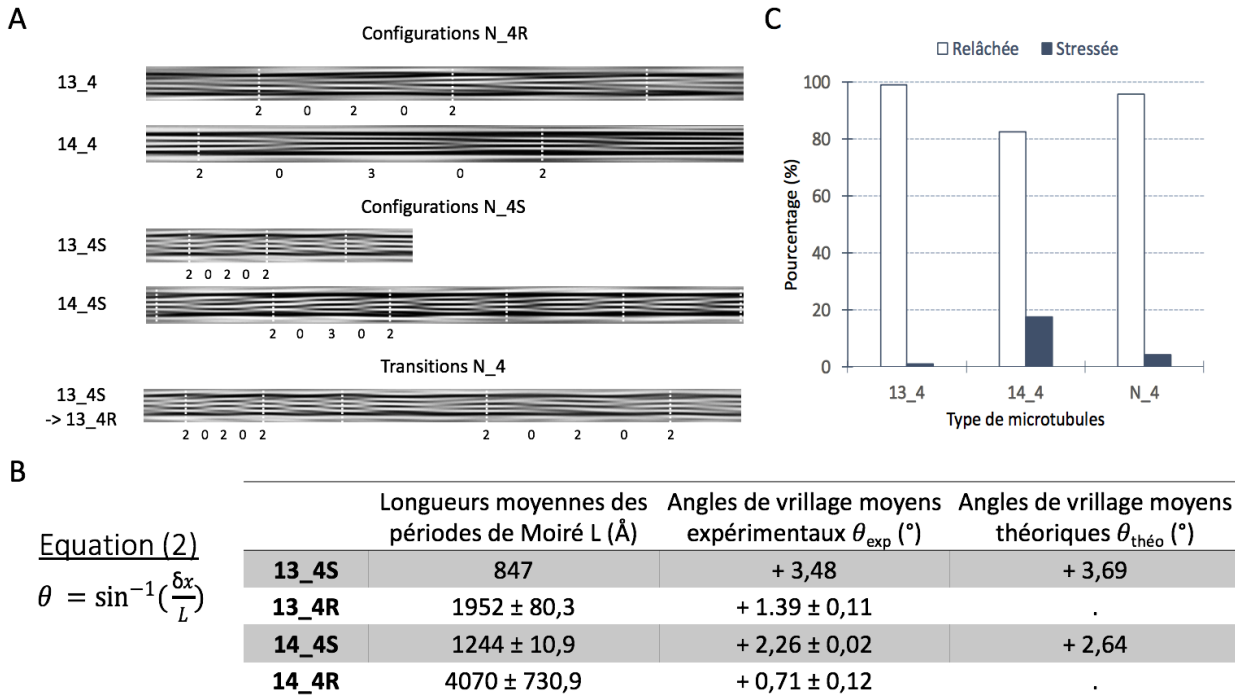 A
Configurations N_4R
13_4
2 0 2 0 2
14_4
2 0 3 0 2
Configurations N_4S
13_4S
2 0 2 0 2
14_4S
2 0 3 0 2
Transitions N_4
13_4S
-> 13_4R
2 0 2 0 2 2 0 2 0 2
C
Relâchée Stressée
Pourcentage (%)
100
80
60
40
20
0
13_4 14_4 N_4
Type de microtubules
B
Equation (2)
θ = sin⁻¹(δx/L)
Longueurs moyennes des périodes de Moiré L (Å) Angles de vrillage moyens expérimentaux θexp (°) Angles de vrillage moyens théoriques θthéo (°)
13_4S 847 + 3,48 + 3,69
13_4R 1952 ± 80,3 + 1.39 ± 0,11 .
14_4S 1244 ± 10,9 + 2,26 ± 0,02 + 2,64
14_4R 4070 ± 730,9 + 0,71 ± 0,12 .